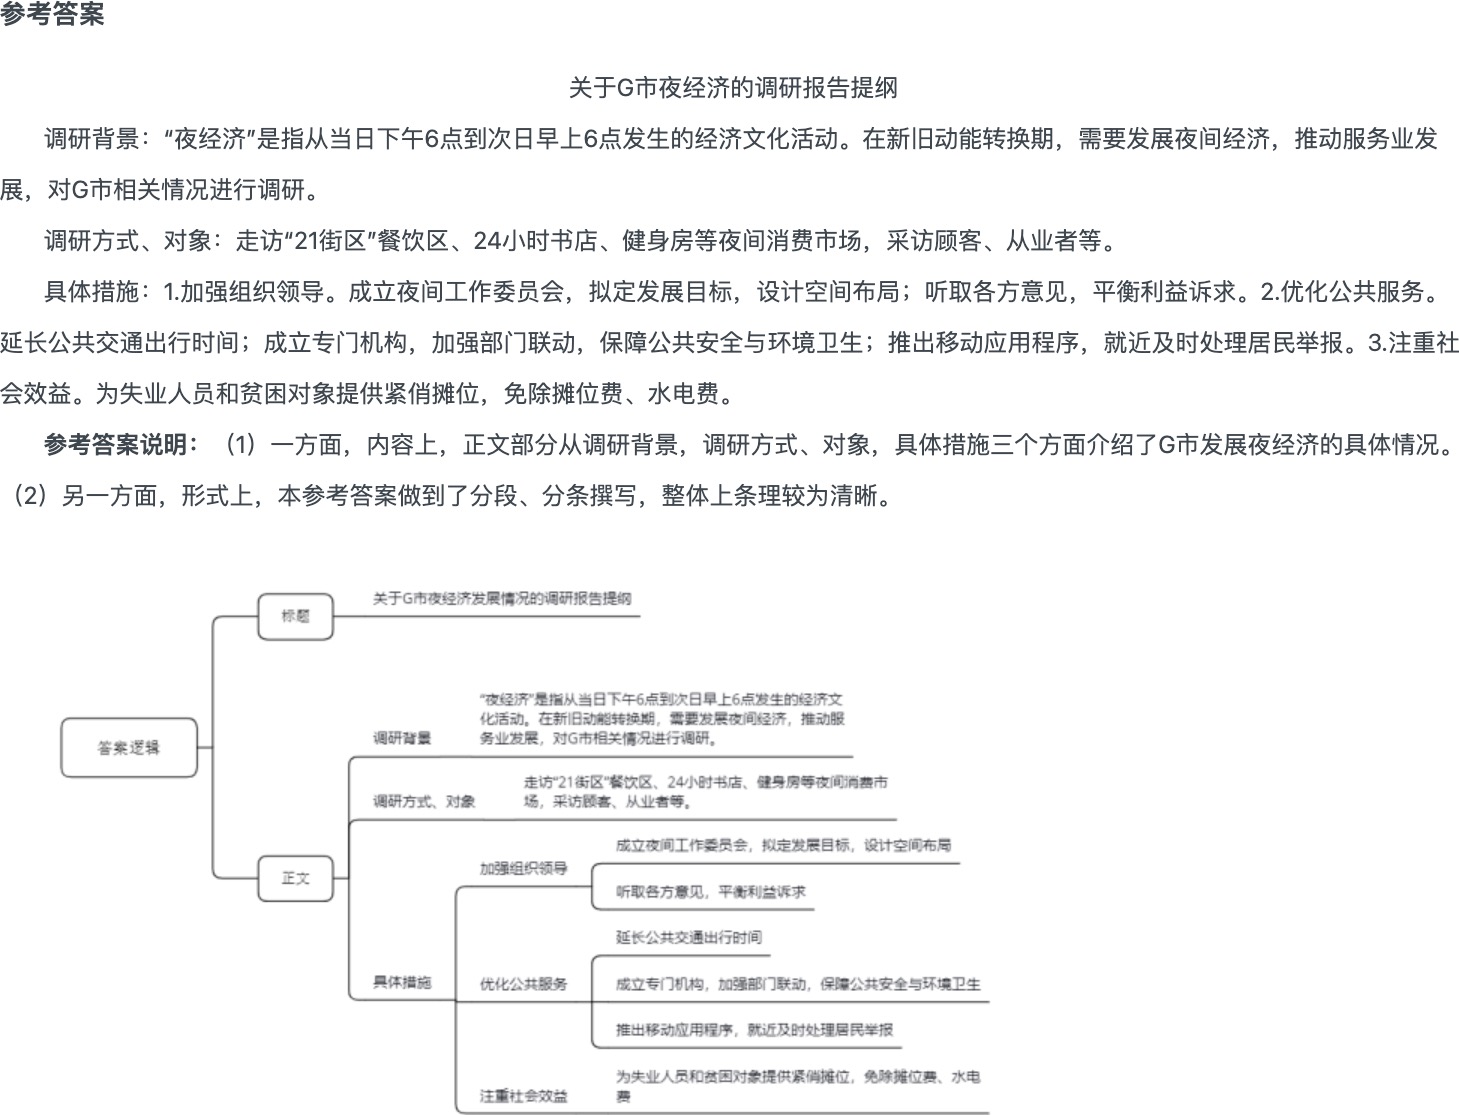 参考答案
关于G市夜经济的调研报告提纲
调研背景：“夜经济”是指从当日下午6点到次日早上6点发生的经济文化活动。在新旧动能转换期，需要发展夜间经济，推动服务业发
展，对G市相关情况进行调研。
调研方式、对象：走访“21街区”餐饮区、24小时书店、健身房等夜间消费市场，采访顾客、从业者等。
具体措施：1.加强组织领导。成立夜间工作委员会，拟定发展目标，设计空间布局；听取各方意见，平衡利益诉求。2.优化公共服务。
延长公共交通出行时间；成立专门机构，加强部门联动，保障公共安全与环境卫生；推出移动应用程序，就近及时处理居民举报。3.注重社
会效益。为失业人员和贫困对象提供紧俏摊位，免除摊位费、水电费。
参考答案说明：（1）一方面，内容上，正文部分从调研背景，调研方式、对象，具体措施三个方面介绍了G市发展夜经济的具体情况。
（2）另一方面，形式上，本参考答案做到了分段、分条撰写，整体上条理较为清晰。
答案逻辑
标题
关于G市夜经济发展情况的调研报告提纲
正文
调研背景
“夜经济”是指从当日下午6点到次日早上6点发生的经济文
化活动。在新旧动能转换期，需要发展夜间经济，推动服
务业发展，对G市相关情况进行调研。
调研方式、对象
走访“21街区”餐饮区、24小时书店、健身房等夜间消费市
场，采访顾客、从业者等。
具体措施
加强组织领导
成立夜间工作委员会，拟定发展目标，设计空间布局
听取各方意见，平衡利益诉求
优化公共服务
延长公共交通出行时间
成立专门机构，加强部门联动，保障公共安全与环境卫生
推出移动应用程序，就近及时处理居民举报
注重社会效益
为失业人员和贫困对象提供紧俏摊位，免除摊位费、水电
费